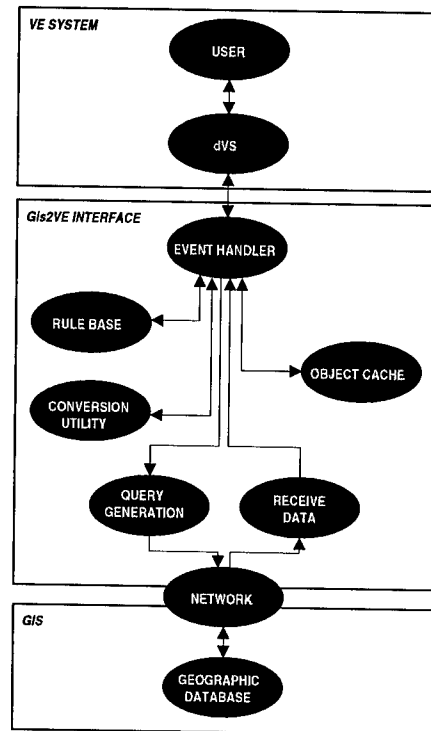 VE SYSTEM
USER
dVS
Gis2VE INTERFACE
EVENT HANDLER
RULE BASE
OBJECT CACHE
CONVERSION
UTILITY
QUERY
GENERATION
RECEIVE
DATA
NETWORK
GIS
GEOGRAPHIC
DATABASE